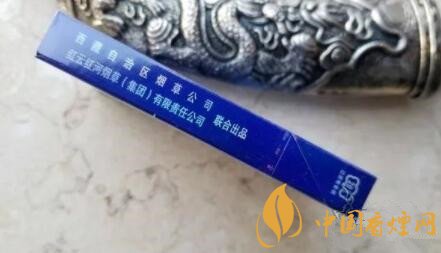 西藏自治区烟草公司
红云红河烟草(集团)有限责任公司 联合出品
中国香烟网